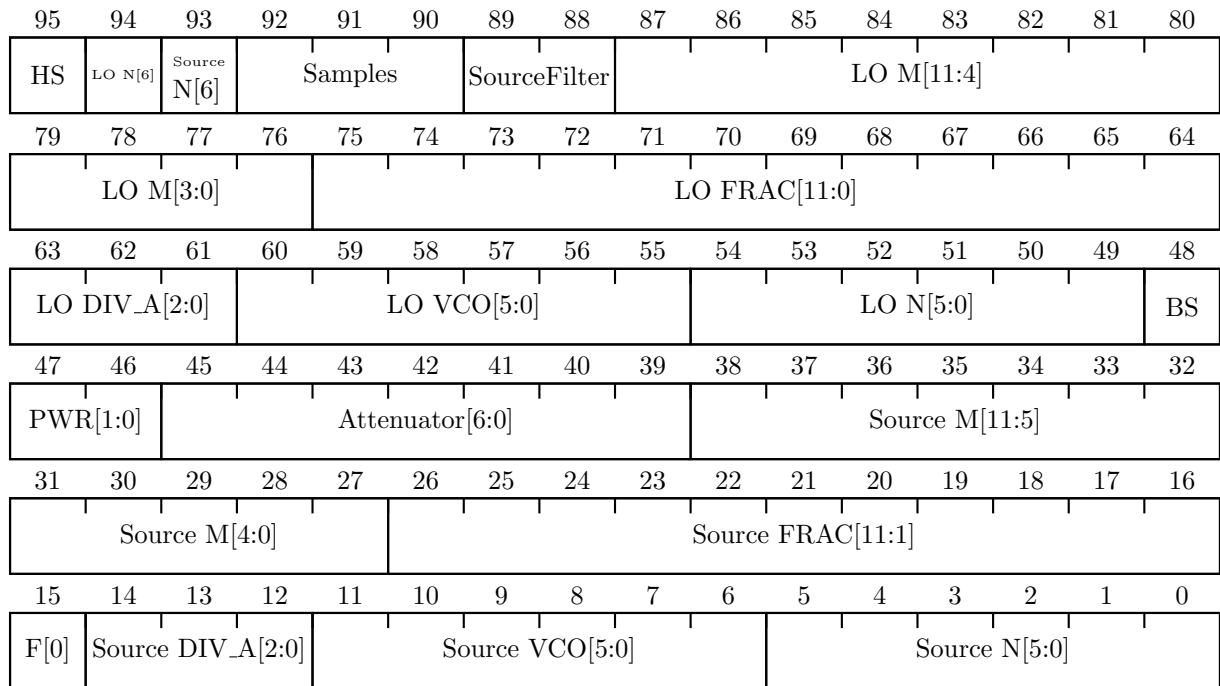 95 94 93 92 91 90 89 88 87 86 85 84 83 82 81 80
HS LO N[6] Source N[6] Samples SourceFilter LO M[11:4]
79 78 77 76 75 74 73 72 71 70 69 68 67 66 65 64
LO M[3:0] LO FRAC[11:0]
63 62 61 60 59 58 57 56 55 54 53 52 51 50 49 48
LO DIV_A[2:0] LO VCO[5:0] LO N[5:0] BS
47 46 45 44 43 42 41 40 39 38 37 36 35 34 33 32
PWR[1:0] Attenuator[6:0] Source M[11:5]
31 30 29 28 27 26 25 24 23 22 21 20 19 18 17 16
Source M[4:0] Source FRAC[11:1]
15 14 13 12 11 10 9 8 7 6 5 4 3 2 1 0
F[0] Source DIV_A[2:0] Source VCO[5:0] Source N[5:0]